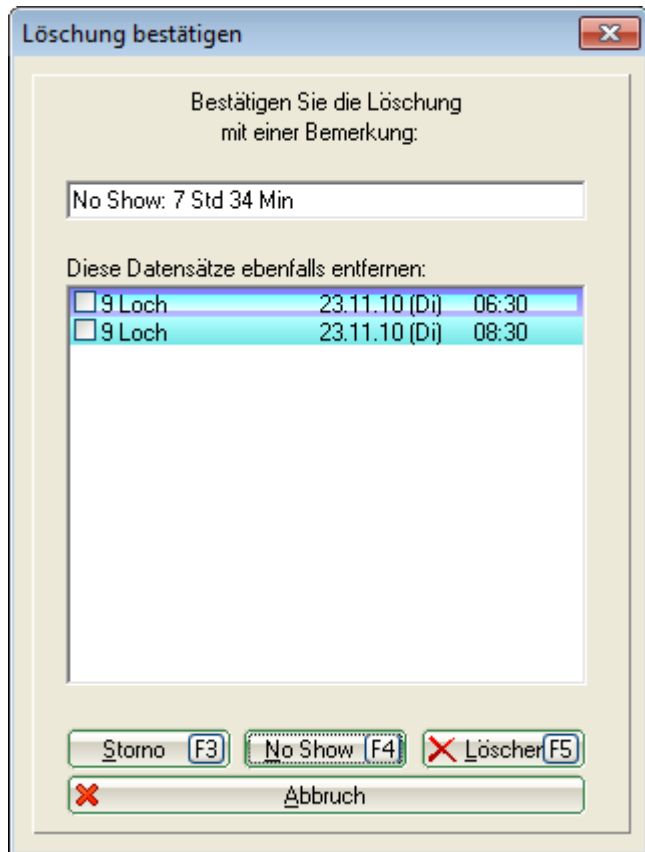 Löschung bestätigen
Bestätigen Sie die Löschung
mit einer Bemerkung:
No Show: 7 Std 34 Min
Diese Datensätze ebenfalls entfernen:
9 Loch 23.11.10 (Di) 06:30
9 Loch 23.11.10 (Di) 08:30
Storno F3 No Show F4 Löscher F5
Abbruch